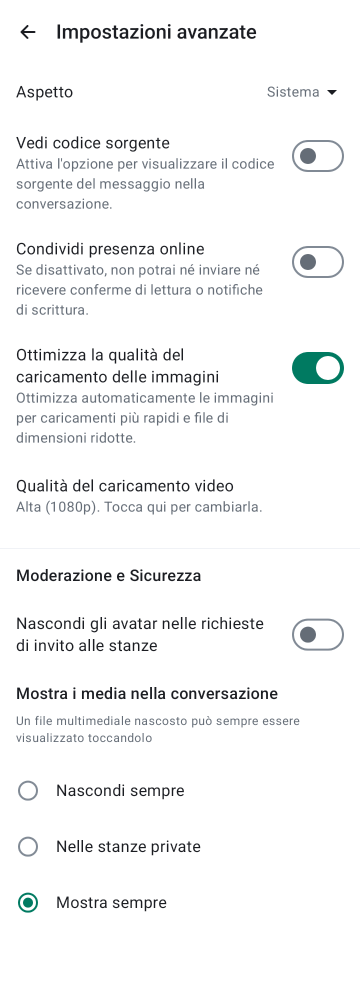 Impostazioni avanzate
Aspetto
Sistema
Vedi codice sorgente
Attiva l'opzione per visualizzare il codice
sorgente del messaggio nella
conversazione.
Condividi presenza online
Se disattivato, non potrai né inviare né
ricevere conferme di lettura o notifiche
di scrittura.
Ottimizza la qualità del
caricamento delle immagini
Ottimizza automaticamente le immagini
per caricamenti più rapidi e file di
dimensioni ridotte.
Qualità del caricamento video
Alta (1080p). Tocca qui per cambiarla.
Moderazione e Sicurezza
Nascondi gli avatar nelle richieste
di invito alle stanze
Mostra i media nella conversazione
Un file multimediale nascosto può sempre essere
visualizzato toccandolo
Nascondi sempre
Nelle stanze private
Mostra sempre